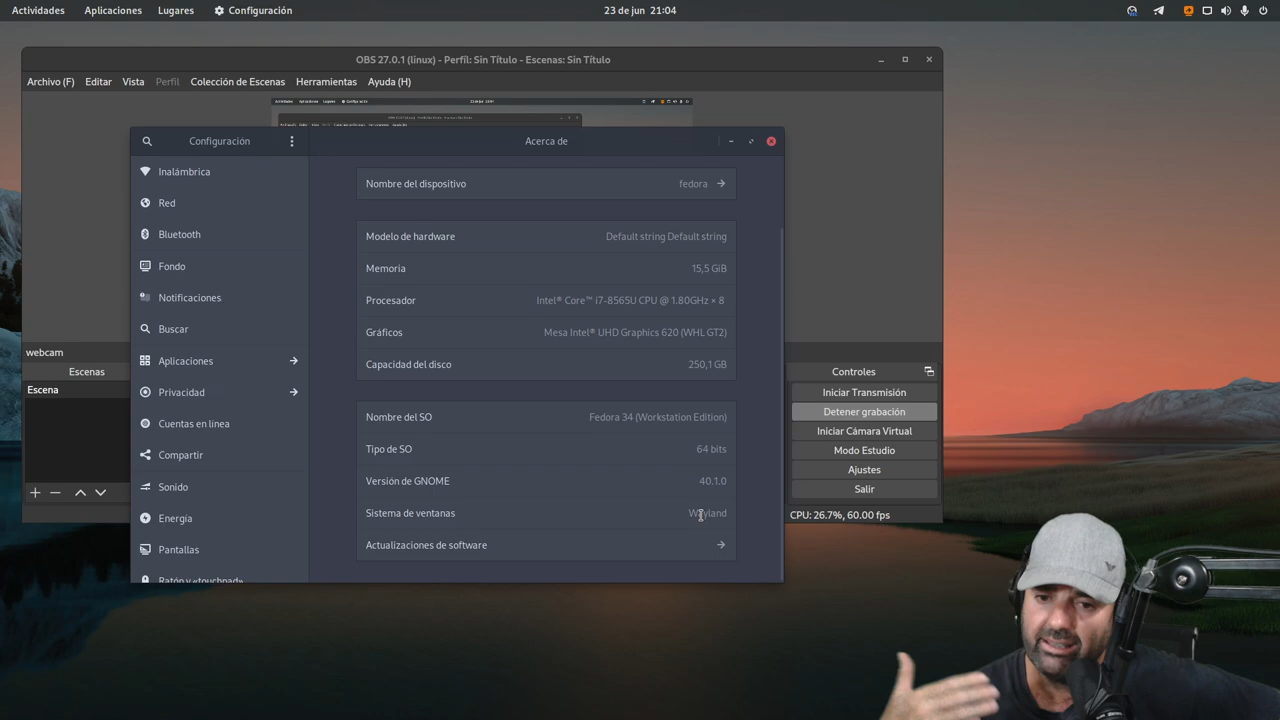 Actividades Aplicaciones Lugares Configuración 23 de jun 21:04
OBS 27.0.1 (linux) - Perfil: Sin Título - Escenas: Sin Título
Archivo (F) Editar Vista Perfil Colección de Escenas Herramientas Ayuda (H)
Configuración
Acerca de
Inalámbrica
Red
Bluetooth
Fondo
Notificaciones
Buscar
Aplicaciones
Privacidad
Cuentas en línea
Compartir
Sonido
Energía
Pantallas
Ratón y «touchpad»
Nombre del dispositivo fedora
Modelo de hardware Default string Default string
Memoria 15,5 GiB
Procesador Intel® Core™ i7-8565U CPU @ 1.80GHz × 8
Gráficos Mesa Intel® UHD Graphics 620 (WHL GT2)
Capacidad del disco 250,1 GB
Nombre del SO Fedora 34 (Workstation Edition)
Tipo de SO 64 bits
Versión de GNOME 40.1.0
Sistema de ventanas Wayland
Actualizaciones de software
webcam
Escenas
Escena
Controles
Iniciar Transmisión
Detener grabación
Iniciar Cámara Virtual
Modo Estudio
Ajustes
Salir
CPU: 26.7%, 60.00 fps